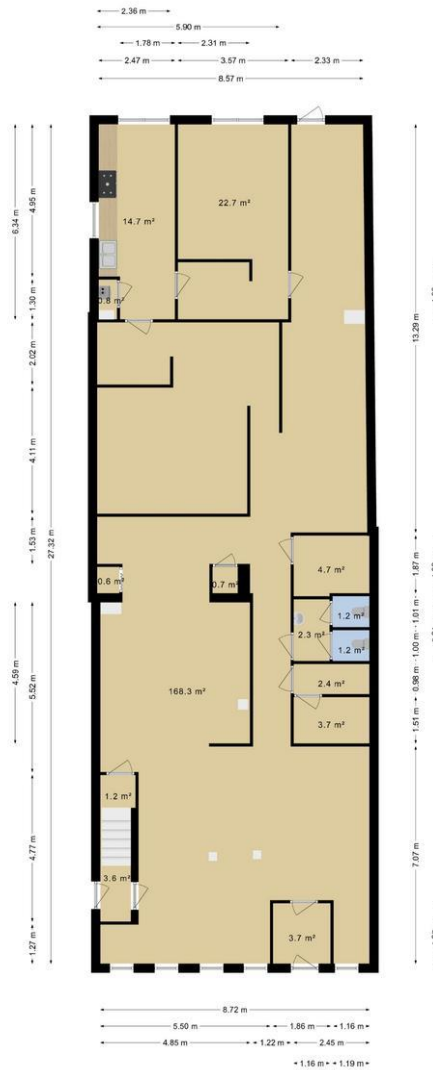 2.36 m
5.90 m
1.78 m 2.31 m
2.47 m 3.57 m 2.33 m
8.57 m
14.7 m²
22.7 m²
0.8 m²
4.95 m
6.34 m
1.30 m
2.02 m
4.11 m
27.32 m
1.53 m
4.59 m
5.52 m
4.77 m
1.27 m
13.29 m
1.87 m
1.01 m
1.00 m
0.98 m
1.51 m
7.07 m
0.6 m²
0.7 m²
4.7 m²
1.2 m²
2.3 m²
1.2 m²
2.4 m²
168.3 m²
3.7 m²
1.2 m²
3.6 m²
3.7 m²
8.72 m
5.50 m 1.86 m 1.16 m
4.85 m 1.22 m 2.45 m
1.16 m 1.19 m